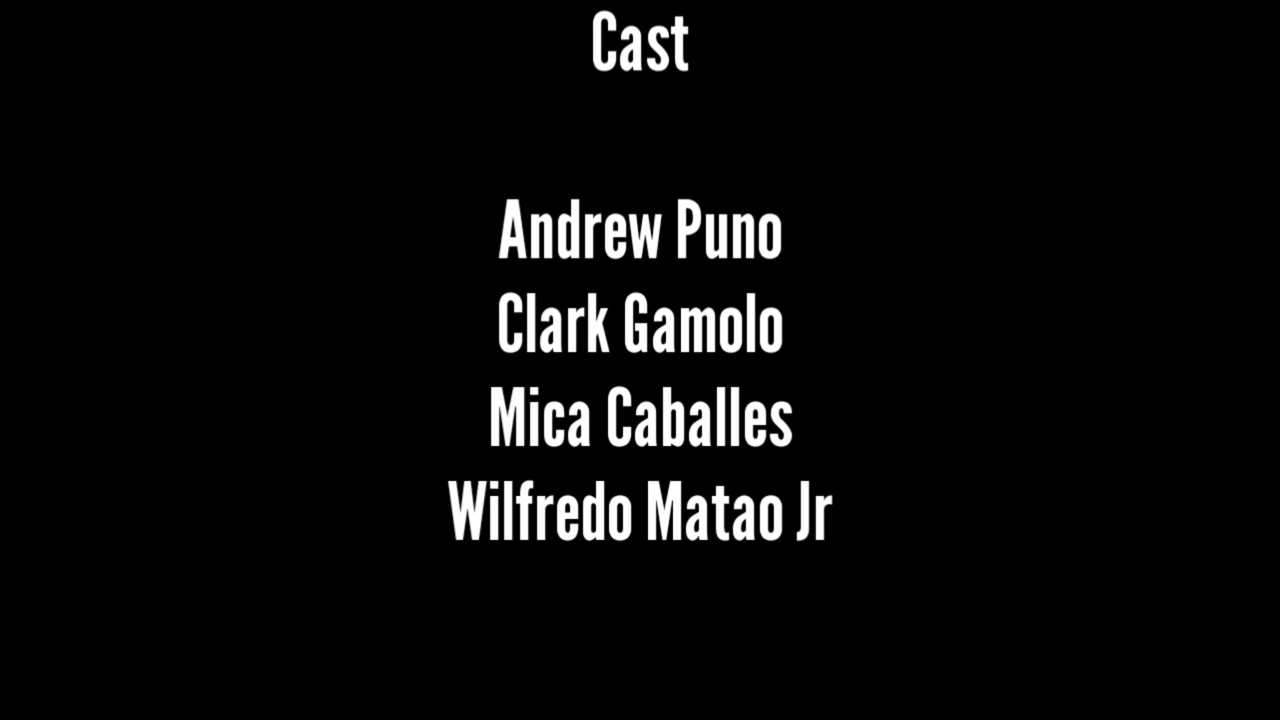 Cast
Andrew Puno
Clark Gamolo
Mica Caballes
Wilfredo Matao Jr